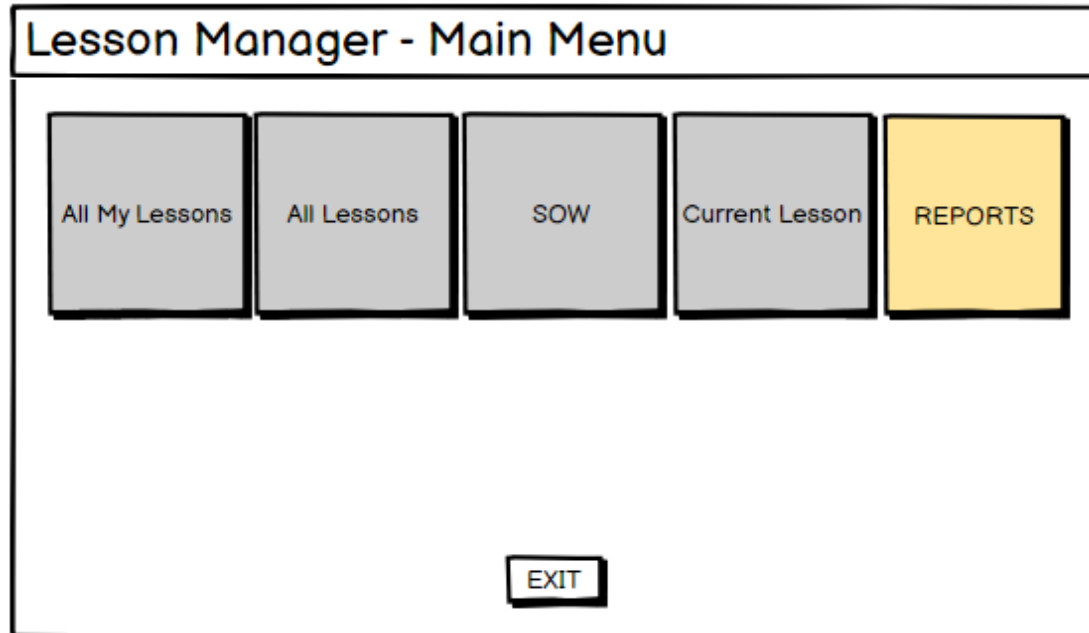 Lesson Manager - Main Menu
All My Lessons
All Lessons
SOW
Current Lesson
REPORTS
EXIT